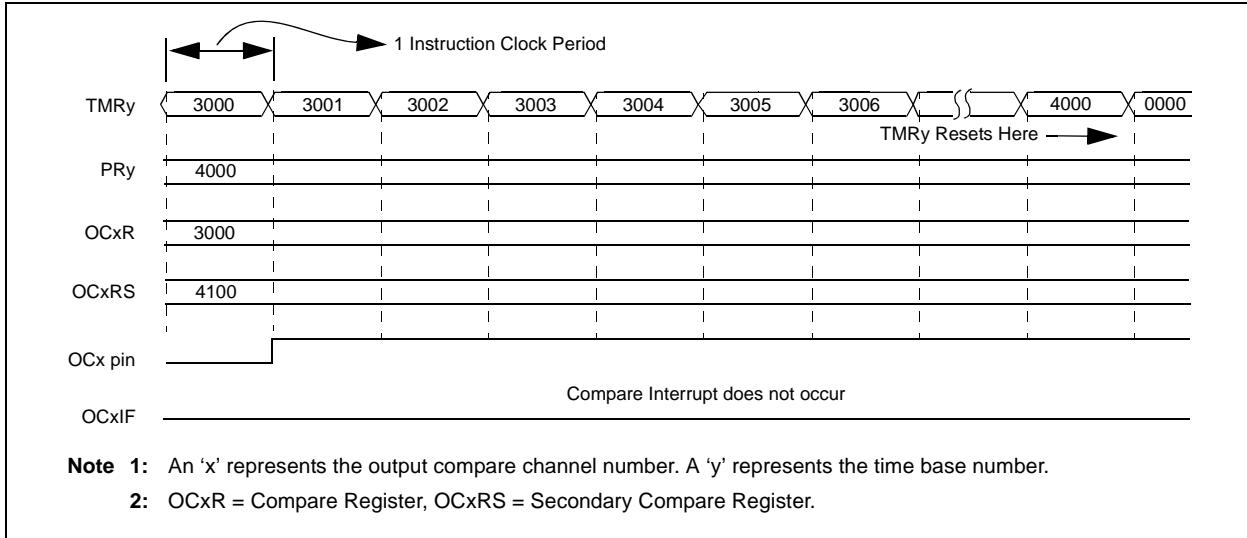 1 Instruction Clock Period
TMRy 3000 3001 3002 3003 3004 3005 3006 4000 0000
TMRy Resets Here
PRy 4000
OCxR 3000
OCxRS 4100
OCx pin
Compare Interrupt does not occur
OCxIF
Note 1: An ‘x’ represents the output compare channel number. A ‘y’ represents the time base number.
2: OCxR = Compare Register, OCxRS = Secondary Compare Register.